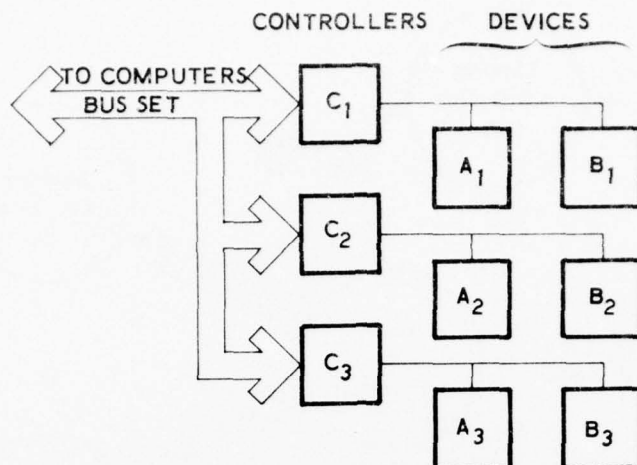 CONTROLLERS DEVICES
TO COMPUTERS
BUS SET
C1
A1 B1
C2
A2 B2
C3
A3 B3